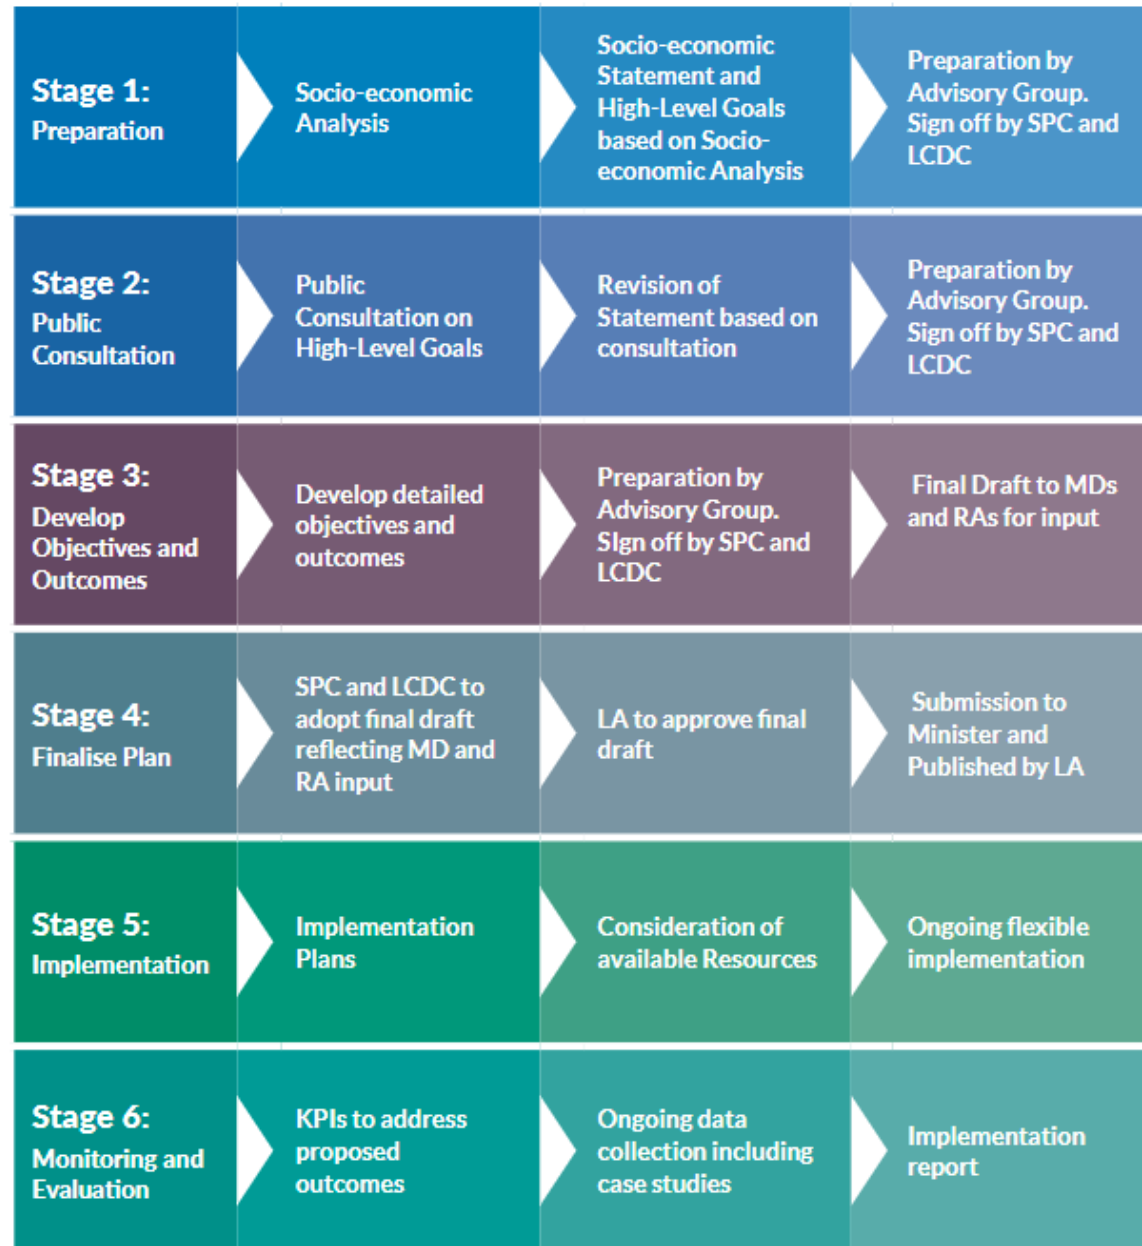 Stage 1:
Preparation
Socio-economic
Analysis
Socio-economic
Statement and
High-Level Goals
based on Socio-
economic Analysis
Preparation by
Advisory Group.
Sign off by SPC and
LCDC
Stage 2:
Public
Consultation
Public
Consultation on
High-Level Goals
Revision of
Statement based on
consultation
Preparation by
Advisory Group.
Sign off by SPC and
LCDC
Stage 3:
Develop
Objectives and
Outcomes
Develop detailed
objectives and
outcomes
Preparation by
Advisory Group.
SIgn off by SPC and
LCDC
Final Draft to MDs
and RAs for input
Stage 4:
Finalise Plan
SPC and LCDC to
adopt final draft
reflecting MD and
RA input
LA to approve final
draft
Submission to
Minister and
Published by LA
Stage 5:
Implementation
Implementation
Plans
Consideration of
available Resources
Ongoing flexible
implementation
Stage 6:
Monitoring and
Evaluation
KPIs to address
proposed
outcomes
Ongoing data
collection including
case studies
Implementation
report